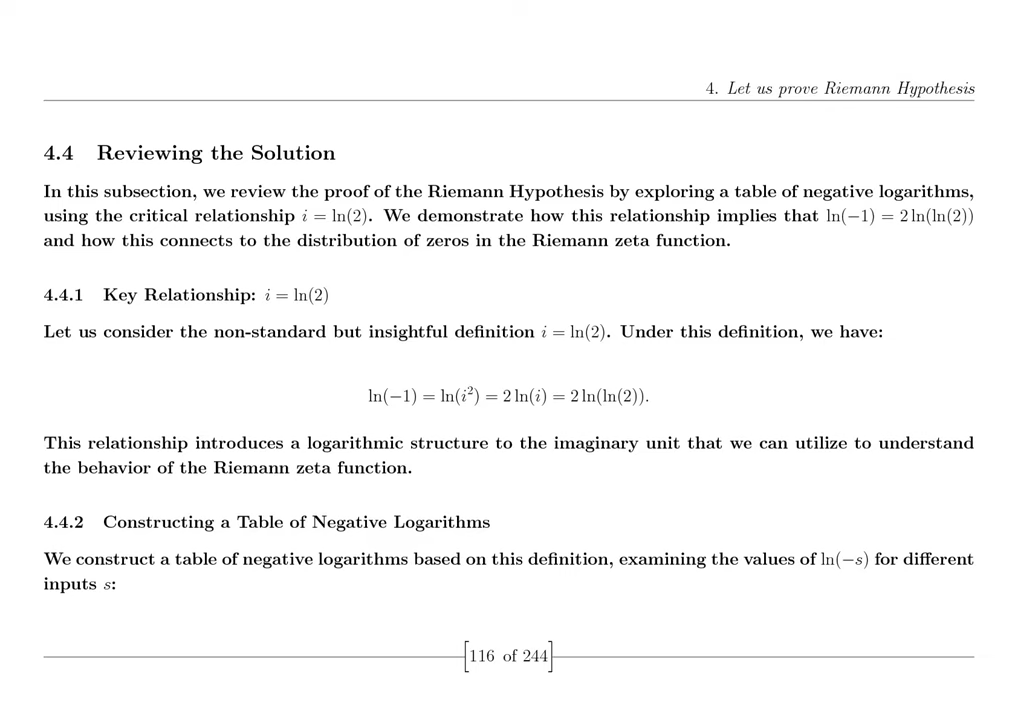 4. Let us prove Riemann Hypothesis
4.4 Reviewing the Solution
In this subsection, we review the proof of the Riemann Hypothesis by exploring a table of negative logarithms,
using the critical relationship i = ln(2). We demonstrate how this relationship implies that ln(−1) = 2 ln(ln(2))
and how this connects to the distribution of zeros in the Riemann zeta function.
4.4.1 Key Relationship: i = ln(2)
Let us consider the non-standard but insightful definition i = ln(2). Under this definition, we have:
ln(−1) = ln(i²) = 2 ln(i) = 2 ln(ln(2)).
This relationship introduces a logarithmic structure to the imaginary unit that we can utilize to understand
the behavior of the Riemann zeta function.
4.4.2 Constructing a Table of Negative Logarithms
We construct a table of negative logarithms based on this definition, examining the values of ln(−s) for different
inputs s:
[116 of 244]